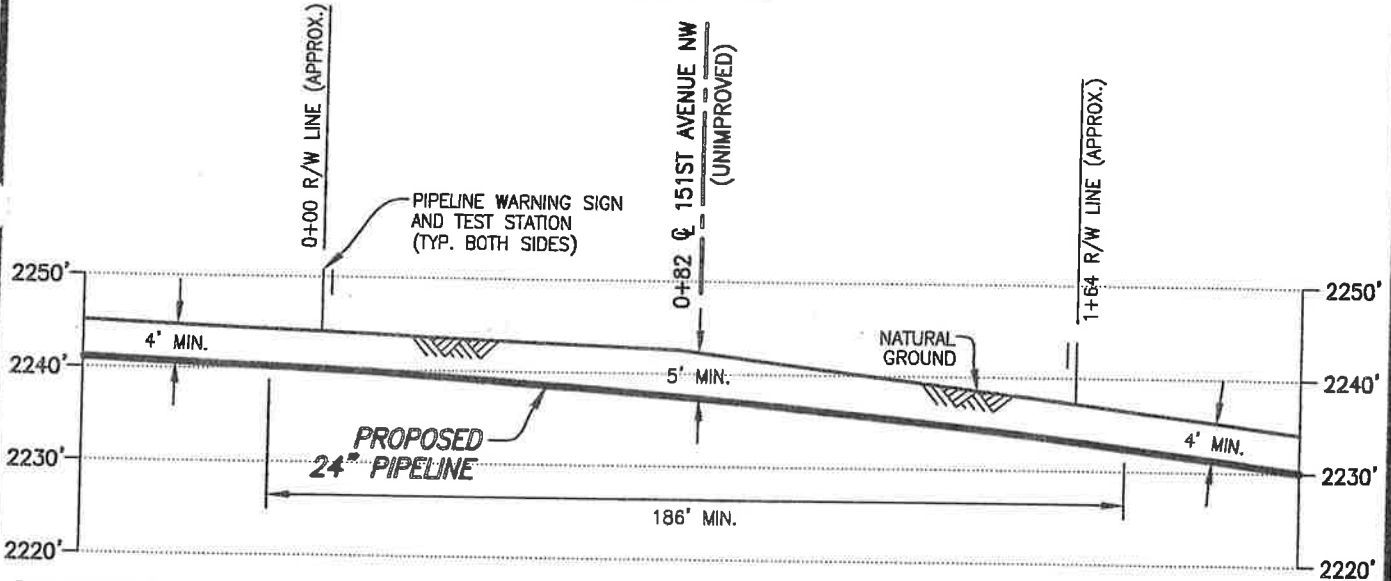 0+00 R/W LINE (APPROX.)
0+82 ℄ 151ST AVENUE NW
(UNIMPROVED)
1+64 R/W LINE (APPROX.)
PIPELINE WARNING SIGN
AND TEST STATION
(TYP. BOTH SIDES)
2250'
2250'
4' MIN.
NATURAL
GROUND
2240'
5' MIN.
2240'
PROPOSED
24" PIPELINE
4' MIN.
2230'
2230'
186' MIN.
2220'
2220'